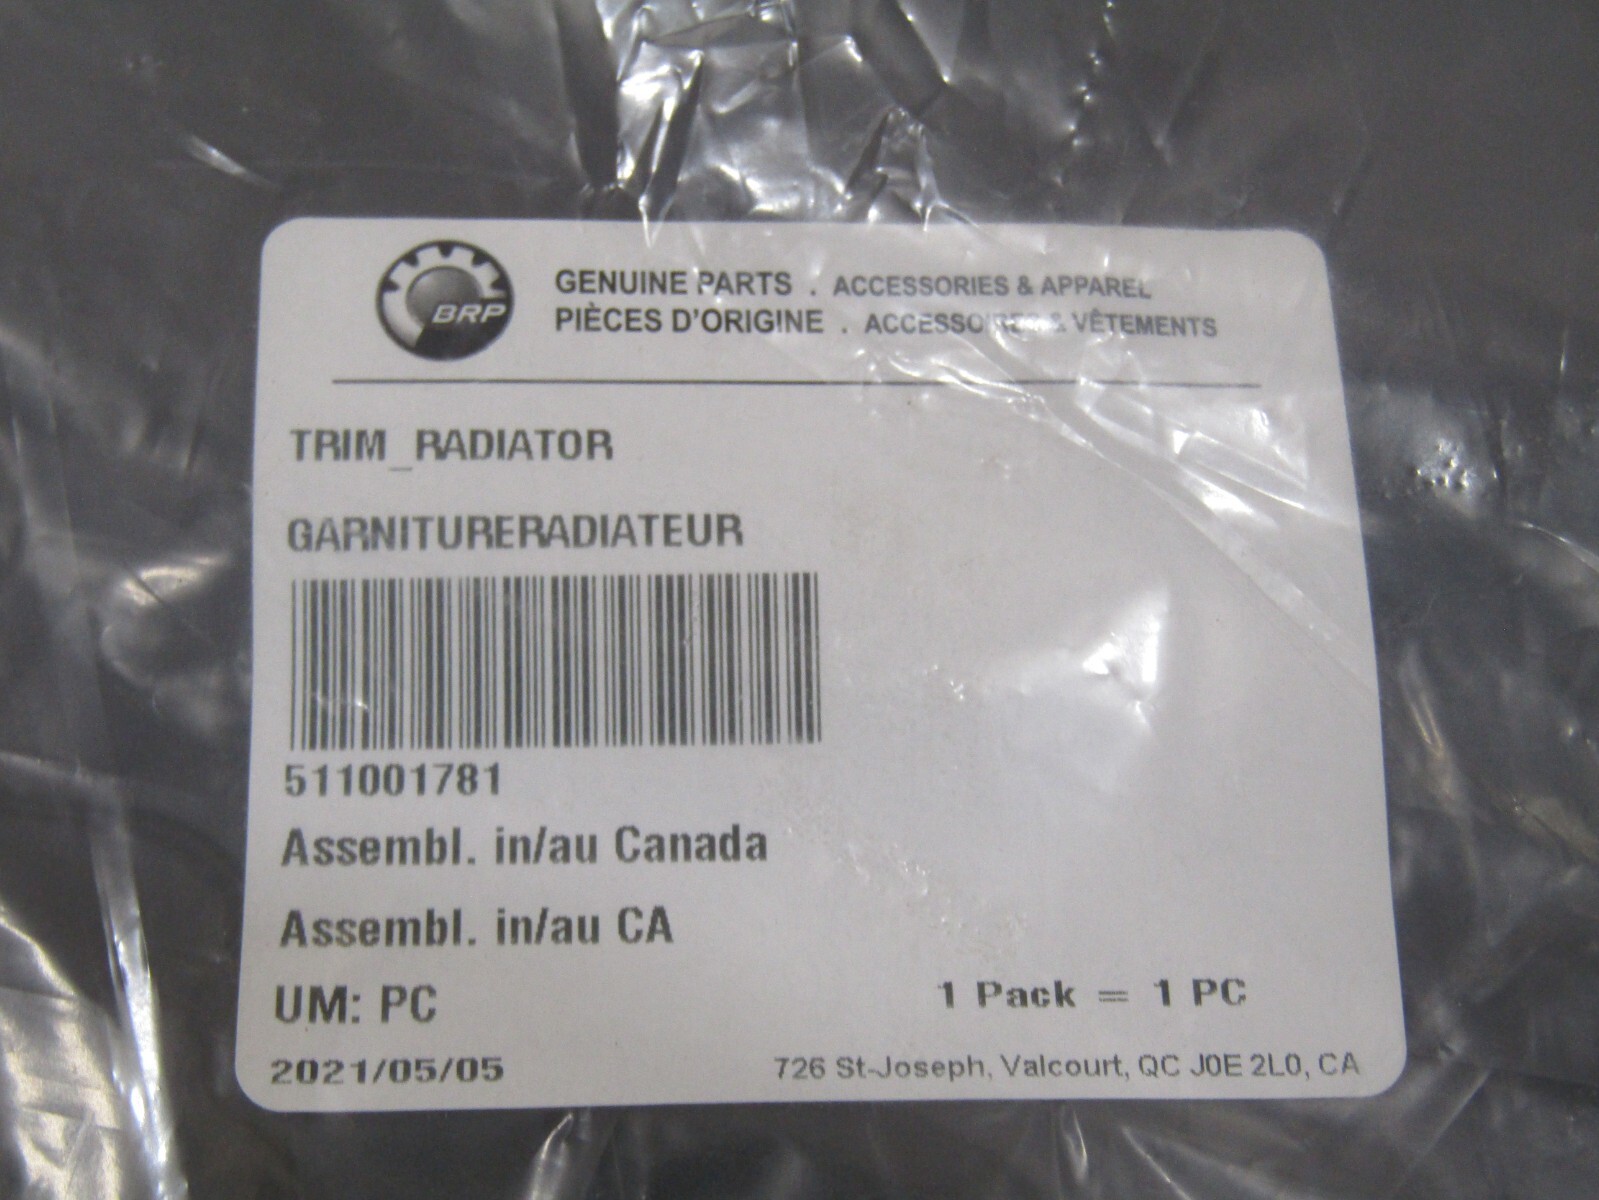 BRP
GENUINE PARTS . ACCESSORIES & APPAREL
PIÈCES D'ORIGINE . ACCESSOIRES & VÊTEMENTS
TRIM_RADIATOR
GARNITURERADIATEUR
511001781
Assembl. in/au Canada
Assembl. in/au CA
UM: PC
1 Pack = 1 PC
2021/05/05
726 St-Joseph, Valcourt, QC J0E 2L0, CA